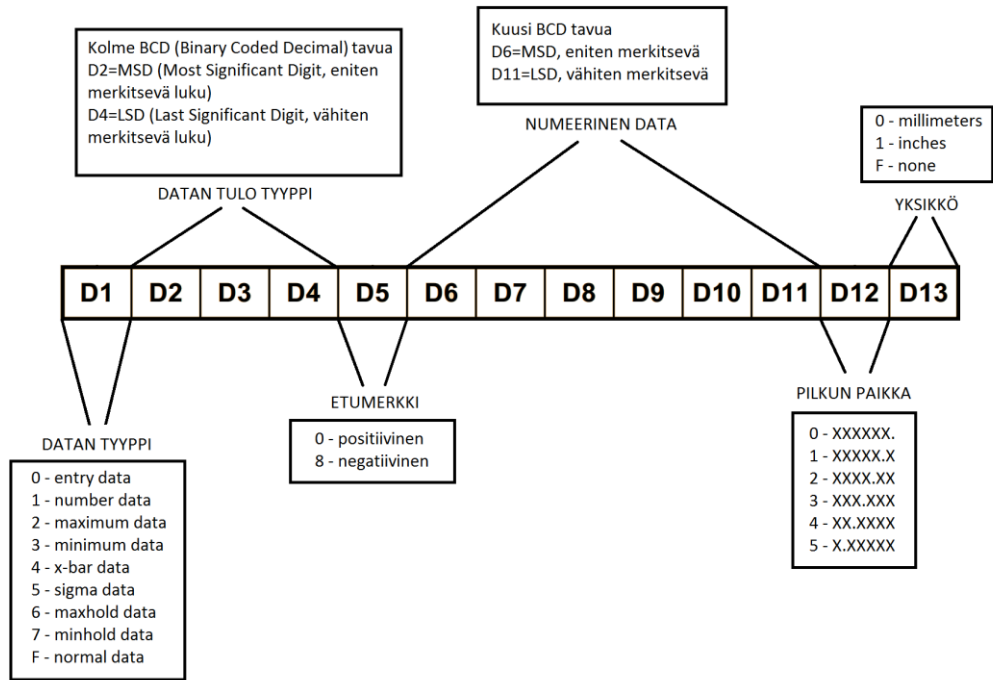 Kolme BCD (Binary Coded Decimal) tavua
D2=MSD (Most Significant Digit, eniten
merkitsevä luku)
D4=LSD (Last Significant Digit, vähiten
merkitsevä luku)
DATAN TULO TYYPPI
Kuusi BCD tavua
D6=MSD, eniten merkitsevä
D11=LSD, vähiten merkitsevä
NUMEERINEN DATA
0 - millimeters
1 - inches
F - none
YKSIKKÖ
D1 D2 D3 D4 D5 D6 D7 D8 D9 D10 D11 D12 D13
DATAN TYYPPI
0 - entry data
1 - number data
2 - maximum data
3 - minimum data
4 - x-bar data
5 - sigma data
6 - maxhold data
7 - minhold data
F - normal data
ETUMERKKI
0 - positiivinen
8 - negatiivinen
PILKUN PAIKKA
0 - XXXXXX.
1 - XXXXX.X
2 - XXXX.XX
3 - XXX.XXX
4 - XX.XXXX
5 - X.XXXXX